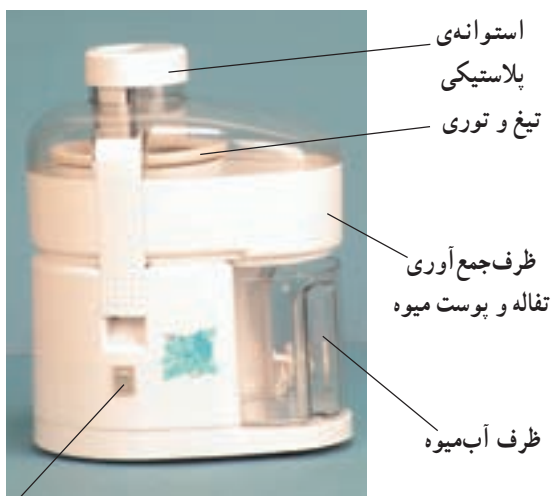 استوانه‌ی
پلاستیکی
تیغ و توری
ظرف جمع‌آوری
تفاله و پوست میوه
ظرف آب‌میوه